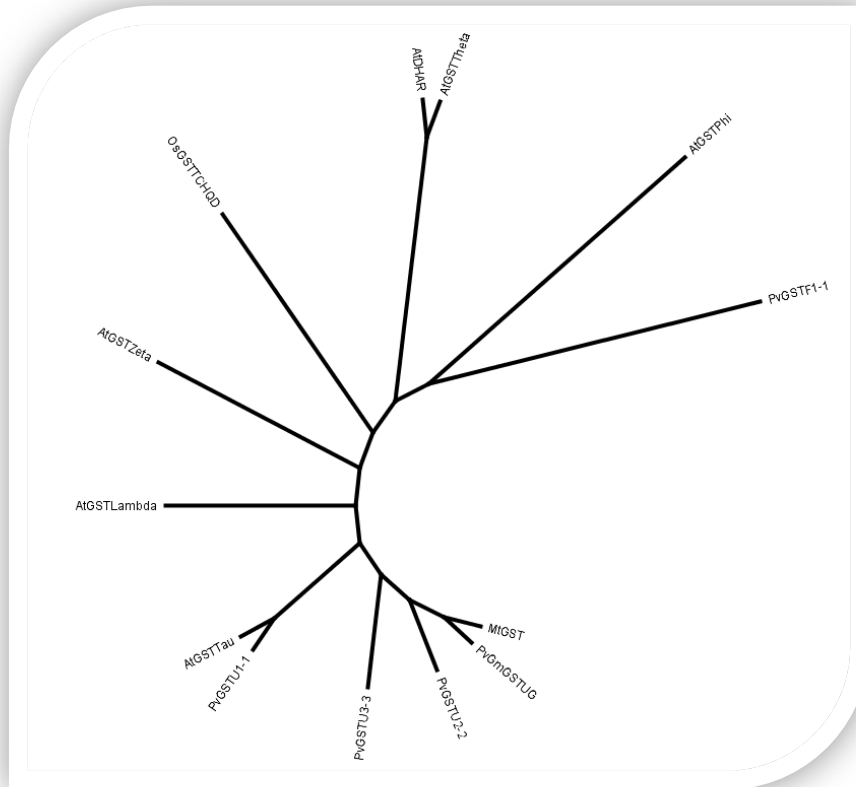 AtDHAR
AtGSTTheta
AtGSTPhi
OsGSTTCHQD
PvGSTF1-1
AtGSTZeta
AtGSTLambda
AtGSTTau
PvGSTU1-1
PvGSTU3-3
PvGSTU2-2
PvGmGSTUG
MtGST